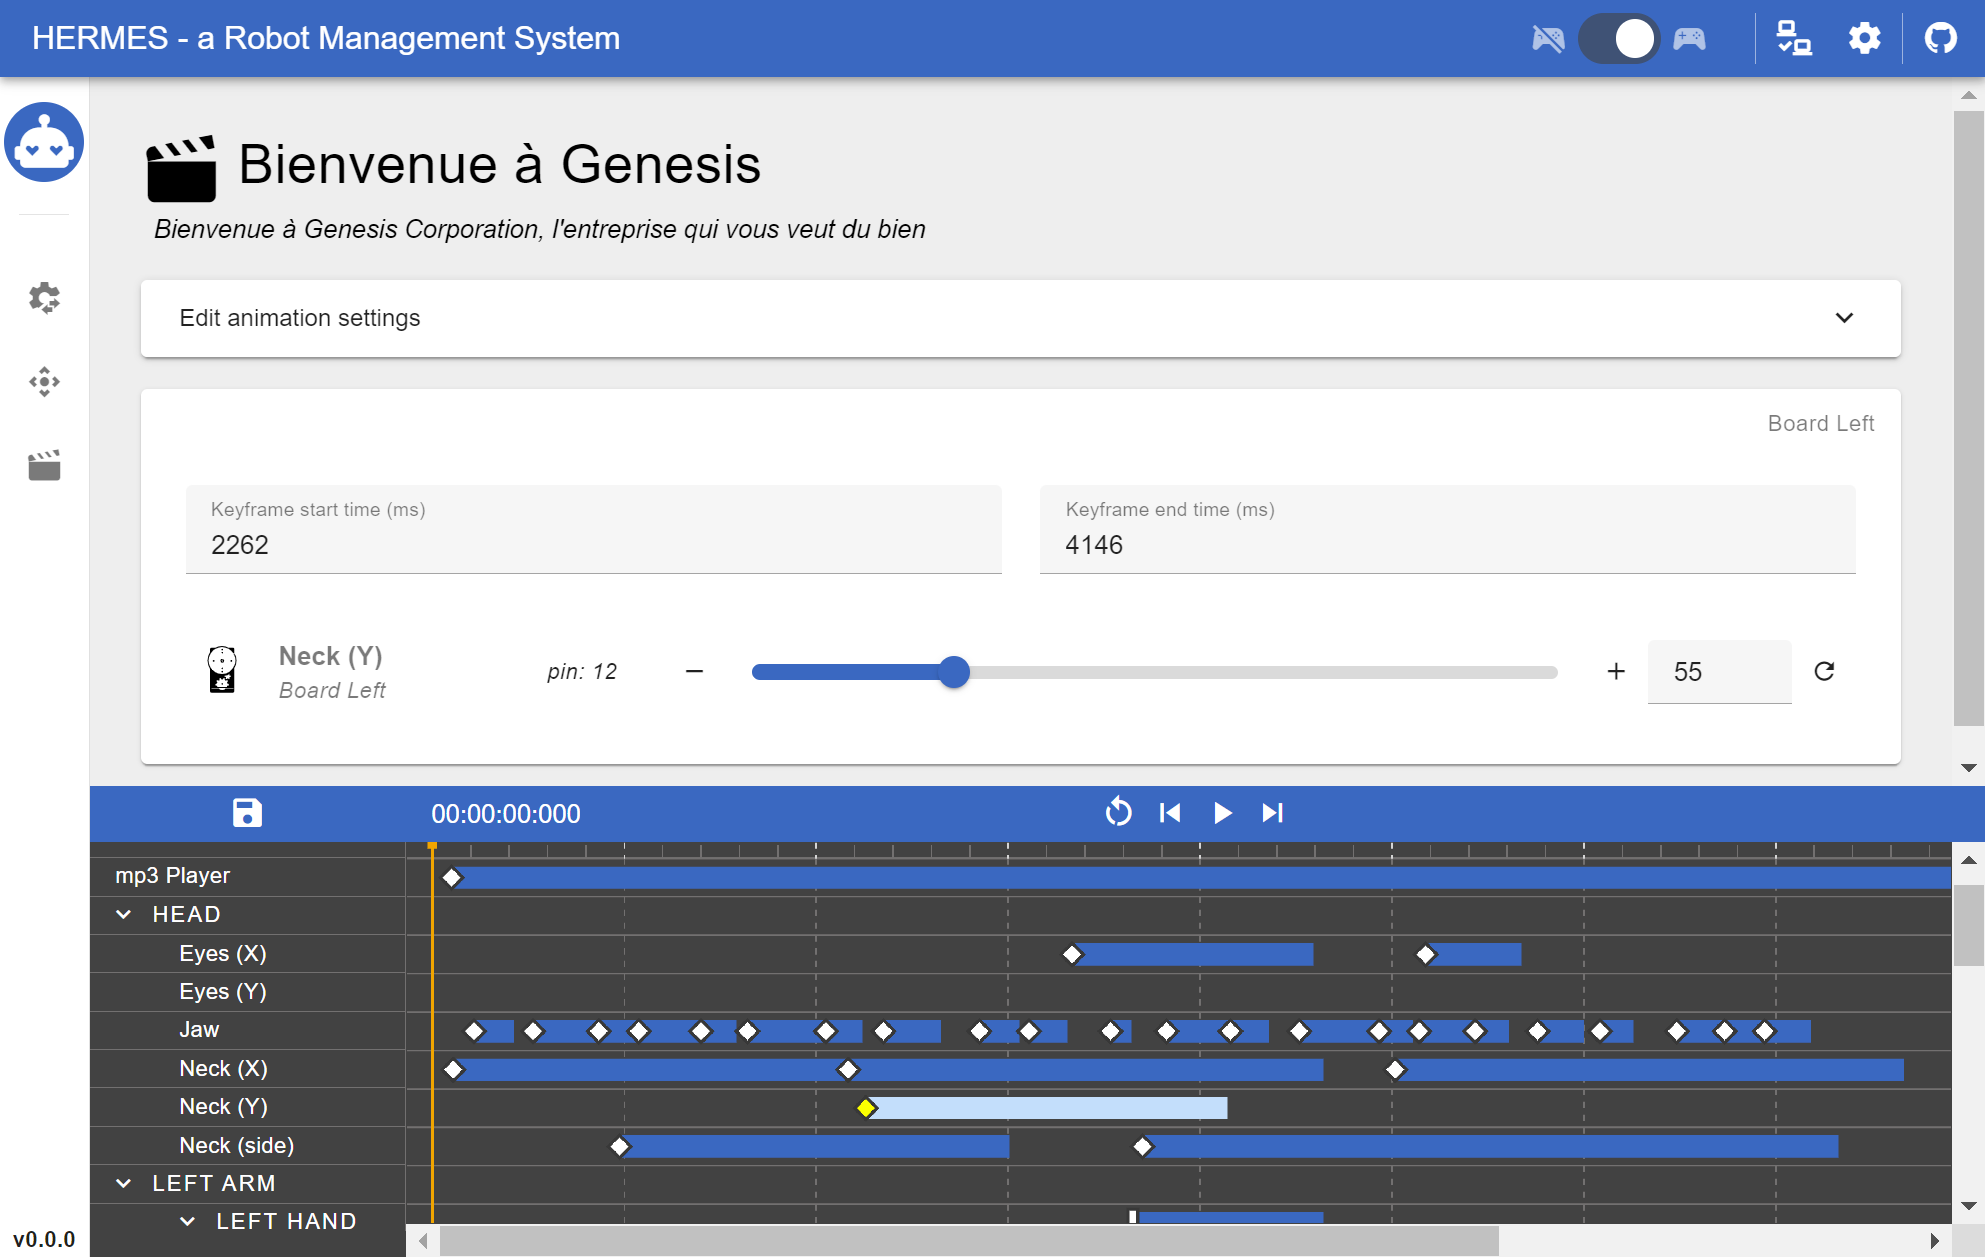 HERMES - a Robot Management System
Bienvenue à Genesis
Bienvenue à Genesis Corporation, l'entreprise qui vous veut du bien
Edit animation settings
Board Left
Keyframe start time (ms)
2262
Keyframe end time (ms)
4146
Neck (Y)
Board Left
pin: 12
55
00:00:00:000
mp3 Player
HEAD
Eyes (X)
Eyes (Y)
Jaw
Neck (X)
Neck (Y)
Neck (side)
LEFT ARM
LEFT HAND
v0.0.0